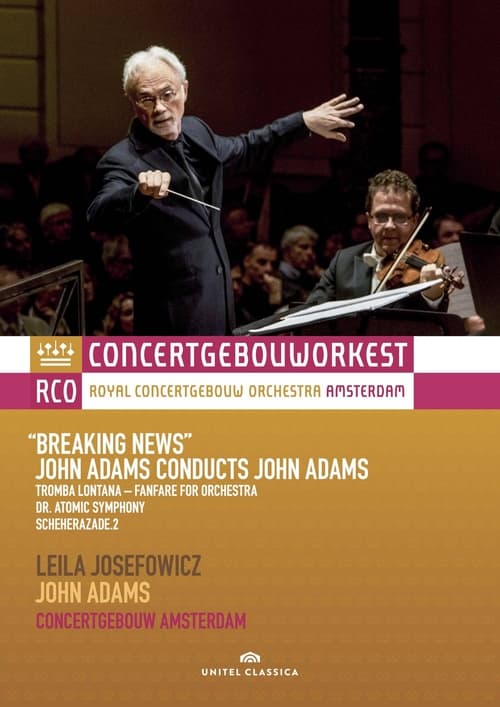 CONCERTGEBOUWORKEST
RCO ROYAL CONCERTGEBOUW ORCHESTRA AMSTERDAM
“BREAKING NEWS”
JOHN ADAMS CONDUCTS JOHN ADAMS
TROMBA LONTANA – FANFARE FOR ORCHESTRA
DR. ATOMIC SYMPHONY
SCHEHERAZADE.2
LEILA JOSEFOWICZ
JOHN ADAMS
CONCERTGEBOUW AMSTERDAM
UNITEL CLASSICA